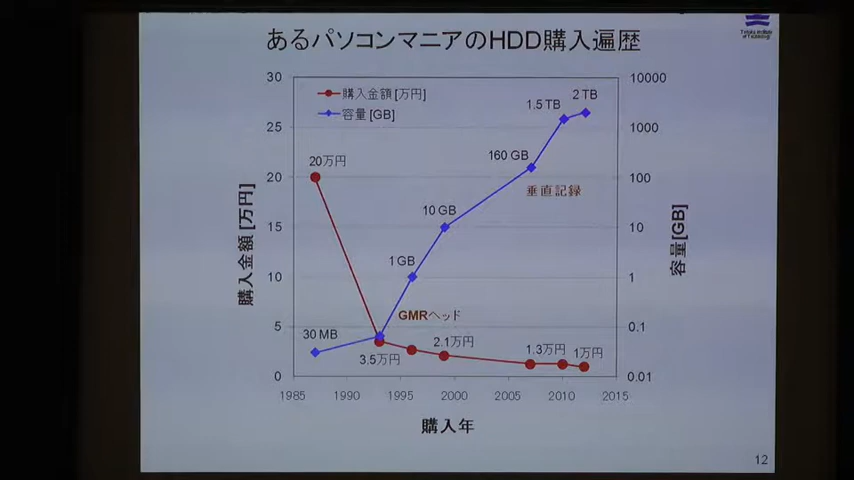 あるパソコンマニアのHDD購入遍歴
30
25
20
15
10
5
0
購入金額 [万円]
購入金額 [万円]
容量 [GB]
20万円
30 MB
3.5万円
1 GB
GMRヘッド
10 GB
2.1万円
160 GB
垂直記録
1.3万円
1.5 TB
2 TB
1万円
10000
1000
100
10
1
0.1
0.01
容量[GB]
1985
1990
1995
2000
2005
2010
2015
購入年
12